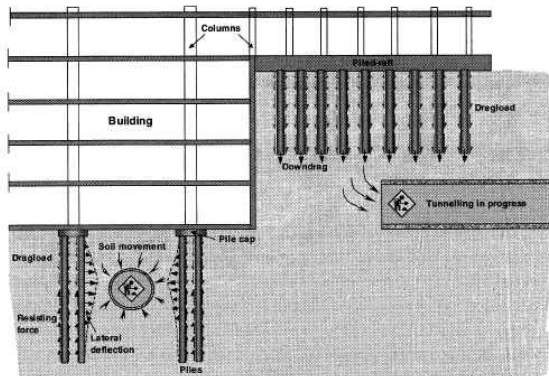 Columns
Piled-raft
Building
Dragload
Downdrag
Tunnelling in progress
Pile cap
Soil movement
Dragload
Resisting
force
Lateral
deflection
Piles